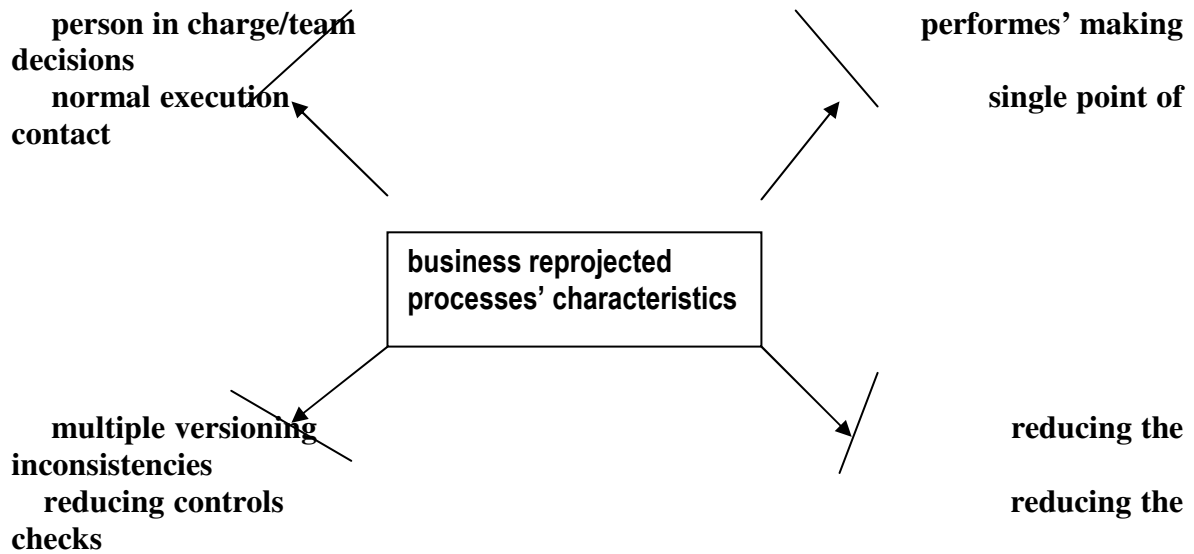 person in charge/team performes’ making
decisions
normal execution single point of
contact
business reprojected
processes’ characteristics
multiple versioning reducing the
inconsistencies
reducing controls reducing the
checks